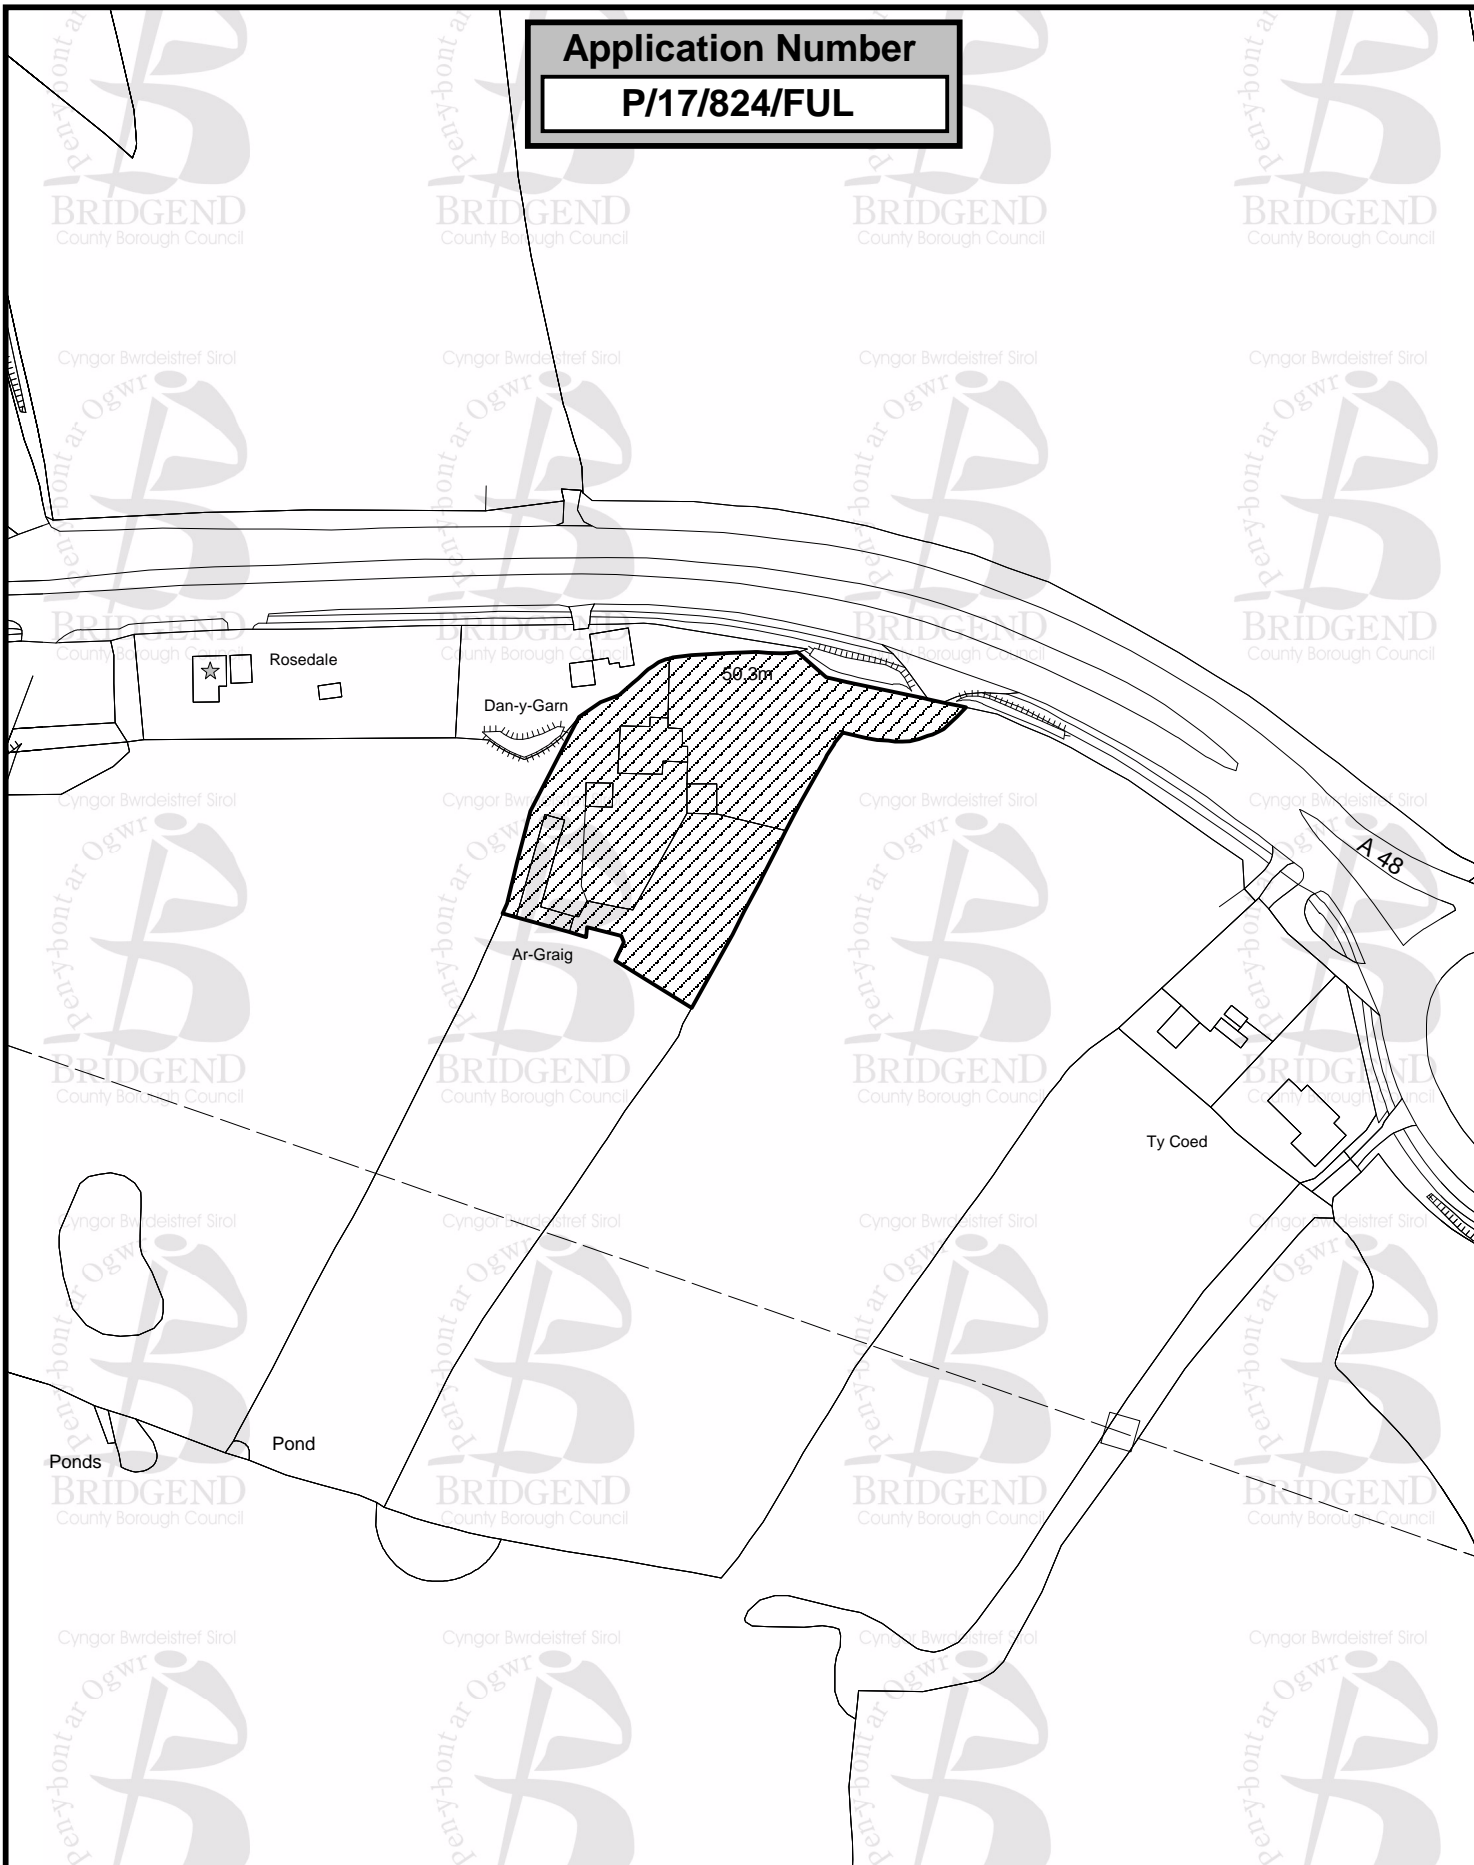 Application Number
P/17/824/FUL
Rosedale
50.3m
Dan-y-Garn
A 48
Ar-Graig
Ty Coed
Pond
Ponds
Cyngor Bwrdeistref Sirol
Pen-y-bont ar Ogwr
BRIDGEND
County Borough Council